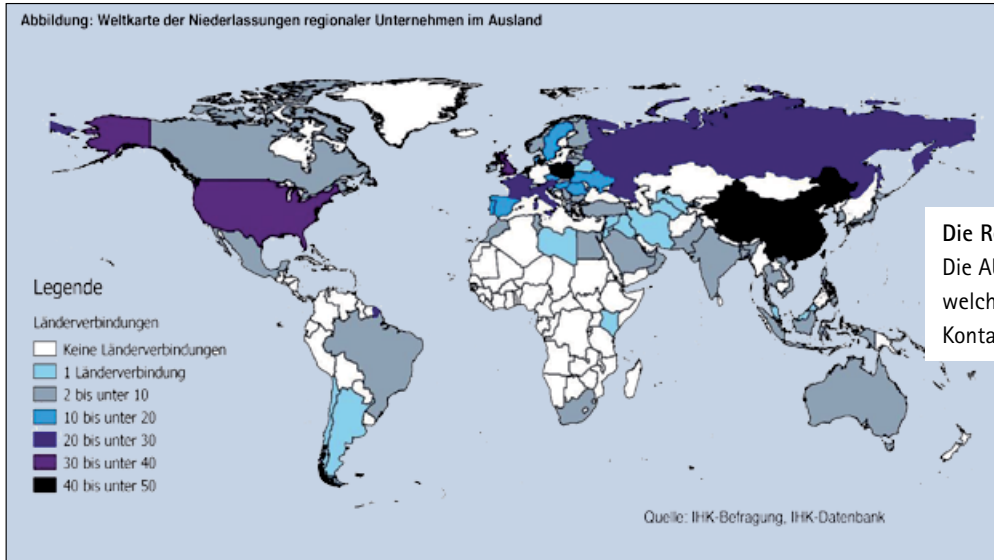 Abbildung: Weltkarte der Niederlassungen regionaler Unternehmen im Ausland
Legende
Länderverbindungen
Keine Länderverbindungen
1 Länderverbindung
2 bis unter 10
10 bis unter 20
20 bis unter 30
30 bis unter 40
40 bis unter 50
Quelle: IHK-Befragung, IHK-Datenbank
Die
Die